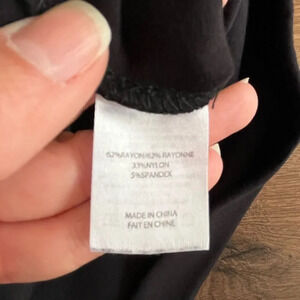 62%RAYON/62% RAYONNE
33%NYLON
5%SPANDEX
MADE IN CHINA
FAIT EN CHINE